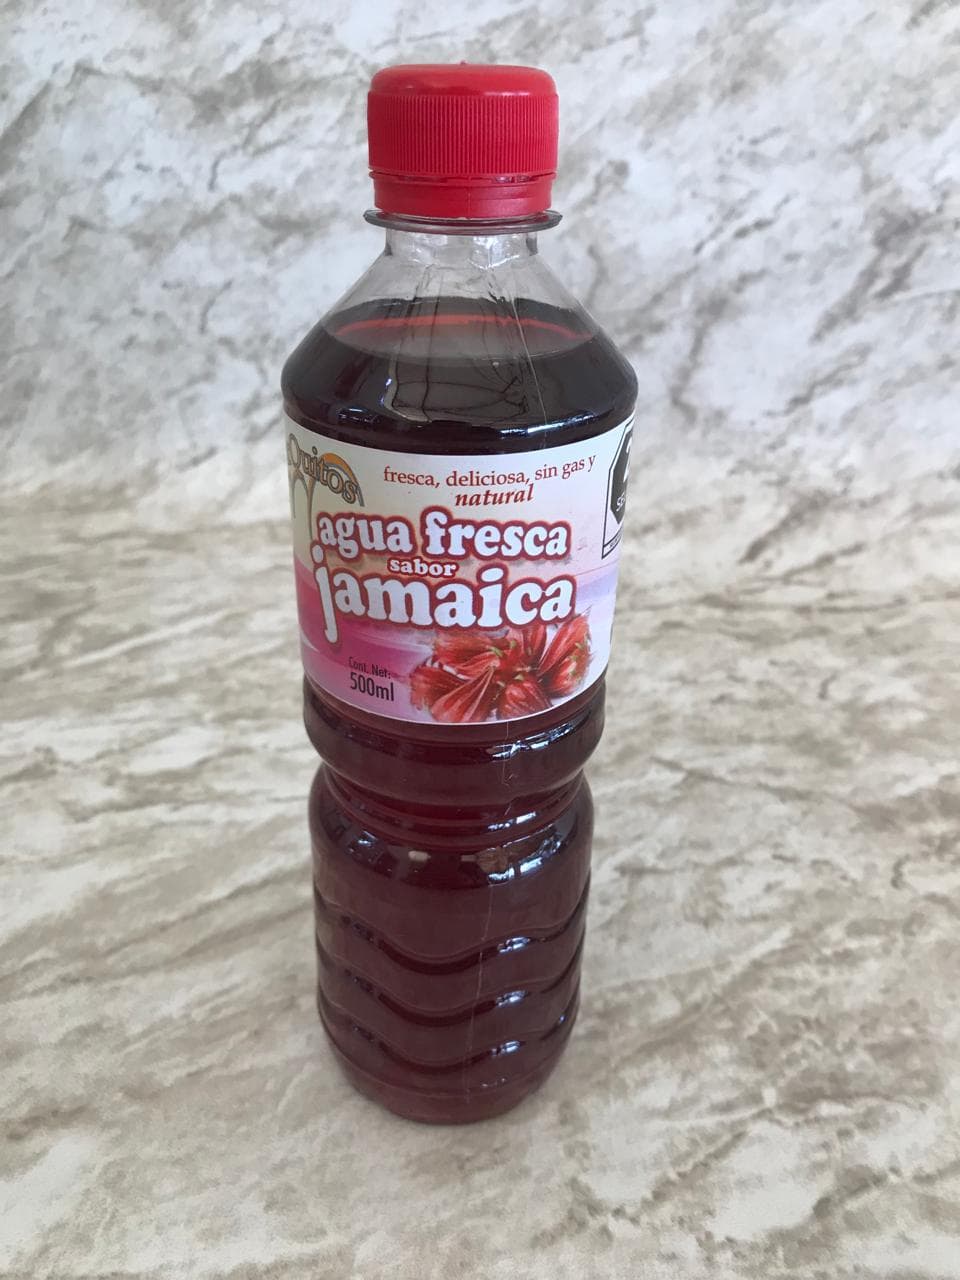 Quitos
fresca, deliciosa, sin gas y
natural
agua fresca
sabor
jamaica
Cont. Net:
500ml